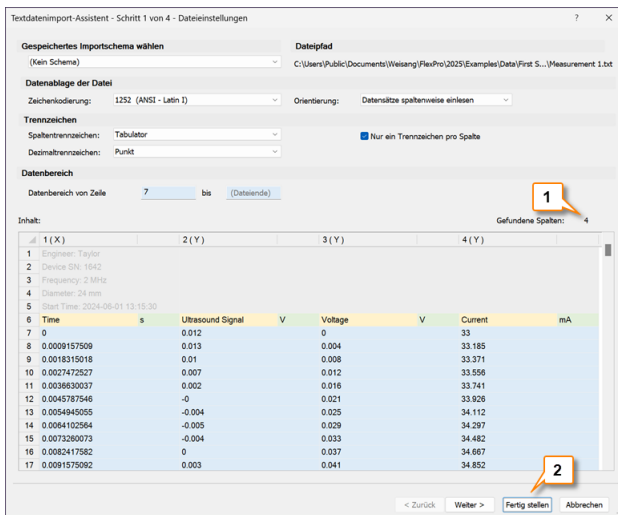 Textdatenimport-Assistent - Schritt 1 von 4 - Dateieinstellungen ? ×
Gespeichertes Importschema wählen Dateipfad
(Kein Schema) C:\Users\Public\Documents\Weisang\FlexPro\2025\Examples\Data\First S...\Measurement 1.txt
Datenablage der Datei
Zeichenkodierung: 1252 (ANSI - Latin I) Orientierung: Datensätze spaltenweise einlesen
Trennzeichen
Spaltentrennzeichen: Tabulator Nur ein Trennzeichen pro Spalte
Dezimaltrennzeichen: Punkt
Datenbereich
Datenbereich von Zeile 7 bis (Dateiende)
1
Inhalt: Gefundene Spalten: 4
1 ( X ) 2 ( Y ) 3 ( Y ) 4 ( Y )
1 Engineer: Taylor
2 Device SN: 1642
3 Frequency: 2 MHz
4 Diameter: 24 mm
5 Start Time: 2024-06-01 13:15:30
6 Time s Ultrasound Signal V Voltage V Current mA
7 0 0.012 0 33
8 0.0009157509 0.013 0.004 33.185
9 0.0018315018 0.01 0.008 33.371
10 0.0027472527 0.007 0.012 33.556
11 0.0036630037 0.002 0.016 33.741
12 0.0045787546 -0 0.021 33.926
13 0.0054945055 -0.004 0.025 34.112
14 0.0064102564 -0.005 0.029 34.297
15 0.0073260073 -0.004 0.033 34.482
16 0.0082417582 0 0.037 34.667
17 0.0091575092 0.003 0.041 34.852
2
< Zurück Weiter > Fertig stellen Abbrechen